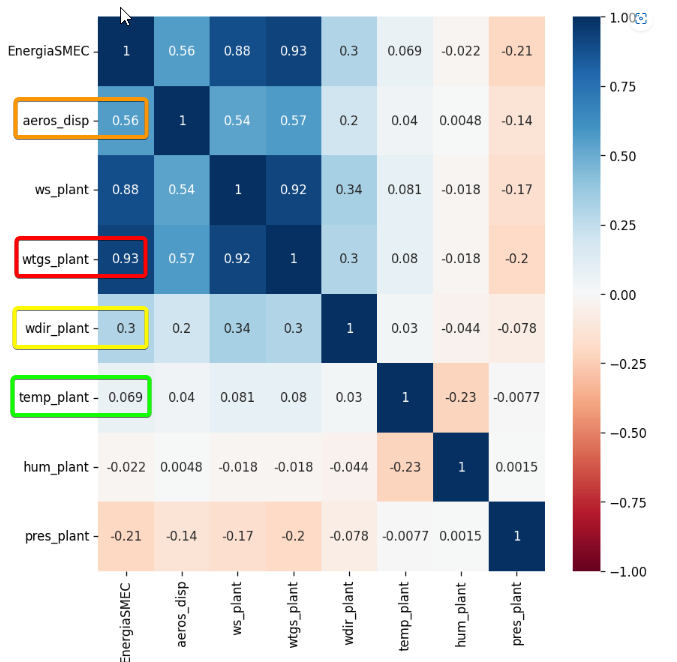 EnergiaSMEC 1 0.56 0.88 0.93 0.3 0.069 -0.022 -0.21
aeros_disp 0.56 1 0.54 0.57 0.2 0.04 0.0048 -0.14
ws_plant 0.88 0.54 1 0.92 0.34 0.081 -0.018 -0.17
wtgs_plant 0.93 0.57 0.92 1 0.3 0.08 -0.018 -0.2
wdir_plant 0.3 0.2 0.34 0.3 1 0.03 -0.044 -0.078
temp_plant 0.069 0.04 0.081 0.08 0.03 1 -0.23 -0.0077
hum_plant -0.022 0.0048 -0.018 -0.018 -0.044 -0.23 1 0.0015
pres_plant -0.21 -0.14 -0.17 -0.2 -0.078 -0.0077 0.0015 1
EnergiaSMEC
aeros_disp
ws_plant
wtgs_plant
wdir_plant
temp_plant
hum_plant
pres_plant
1.00
0.75
0.50
0.25
0.00
−0.25
−0.50
−0.75
−1.00